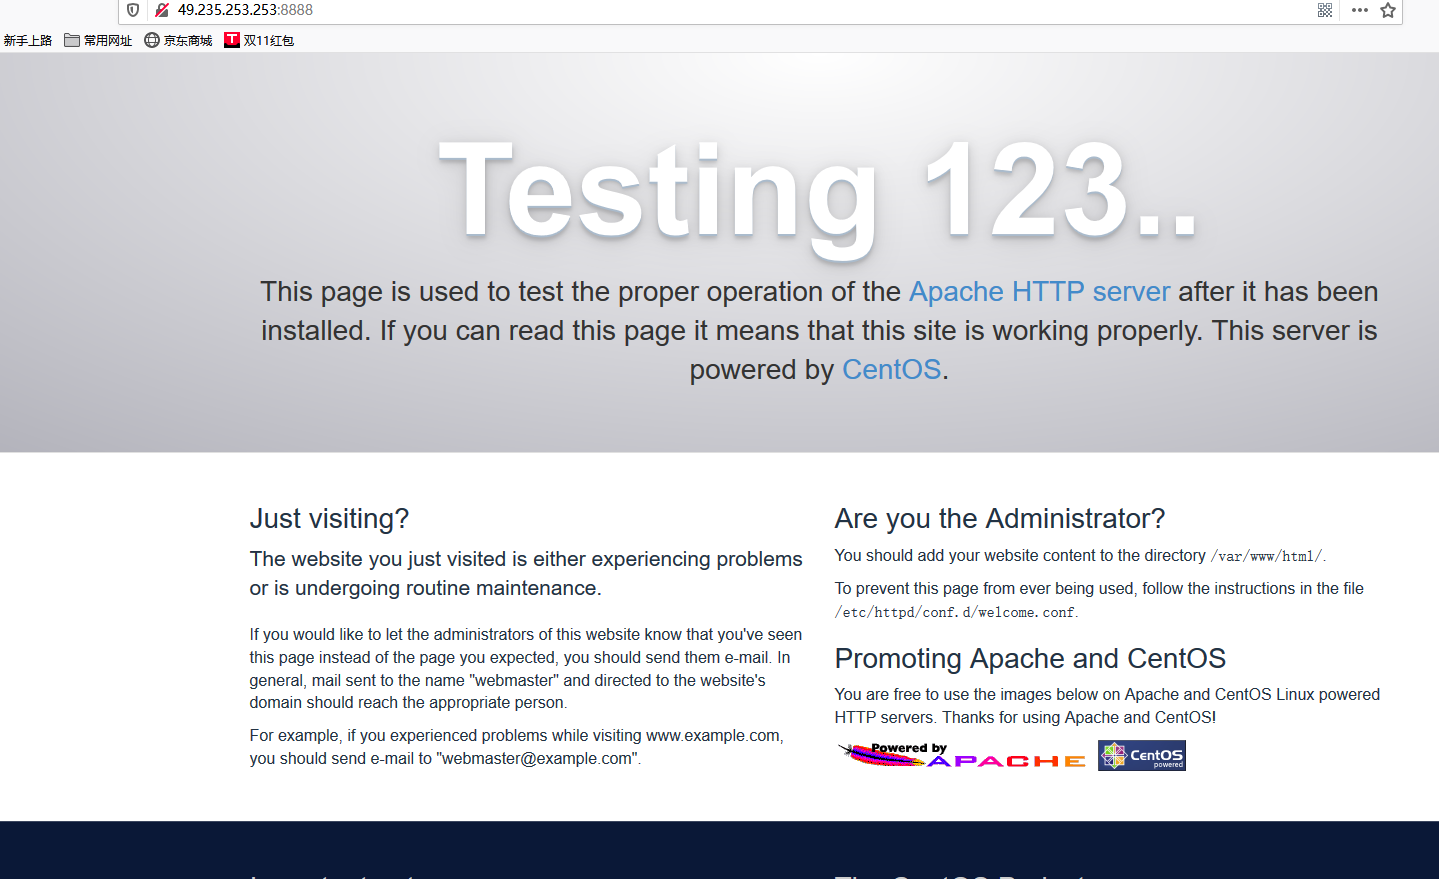 49.235.253.253:8888
新手上路 常用网址 京东商城 双11红包
Testing 123..
This page is used to test the proper operation of the Apache HTTP server after it has been
installed. If you can read this page it means that this site is working properly. This server is
powered by CentOS.
Just visiting?
The website you just visited is either experiencing problems
or is undergoing routine maintenance.
If you would like to let the administrators of this website know that you've seen
this page instead of the page you expected, you should send them e-mail. In
general, mail sent to the name "webmaster" and directed to the website's
domain should reach the appropriate person.
For example, if you experienced problems while visiting www.example.com,
you should send e-mail to "webmaster@example.com".
Are you the Administrator?
You should add your website content to the directory /var/www/html/.
To prevent this page from ever being used, follow the instructions in the file
/etc/httpd/conf.d/welcome.conf.
Promoting Apache and CentOS
You are free to use the images below on Apache and CentOS Linux powered
HTTP servers. Thanks for using Apache and CentOS!
Powered by
APACHE
CentOS
powered